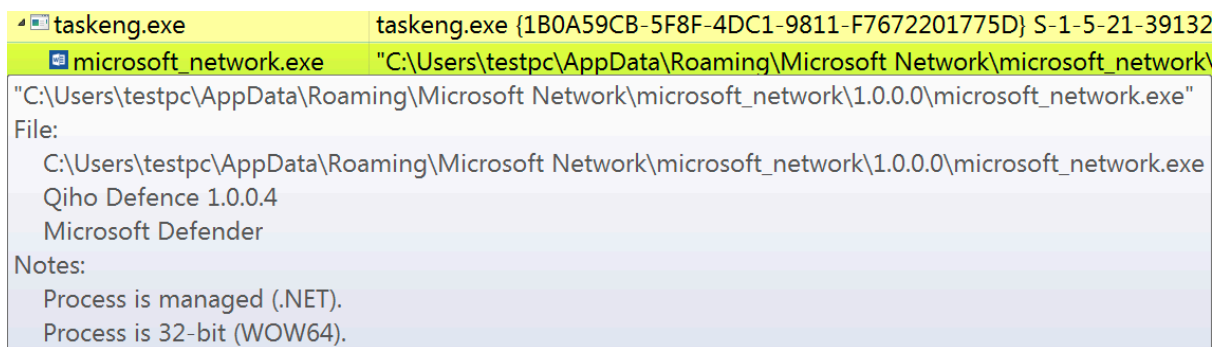 taskeng.exe taskeng.exe {1B0A59CB-5F8F-4DC1-9811-F7672201775D} S-1-5-21-39132
microsoft_network.exe "C:\Users\testpc\AppData\Roaming\Microsoft Network\microsoft_network\
"C:\Users\testpc\AppData\Roaming\Microsoft Network\microsoft_network\1.0.0.0\microsoft_network.exe"
File:
C:\Users\testpc\AppData\Roaming\Microsoft Network\microsoft_network\1.0.0.0\microsoft_network.exe
Qiho Defence 1.0.0.4
Microsoft Defender
Notes:
Process is managed (.NET).
Process is 32-bit (WOW64).